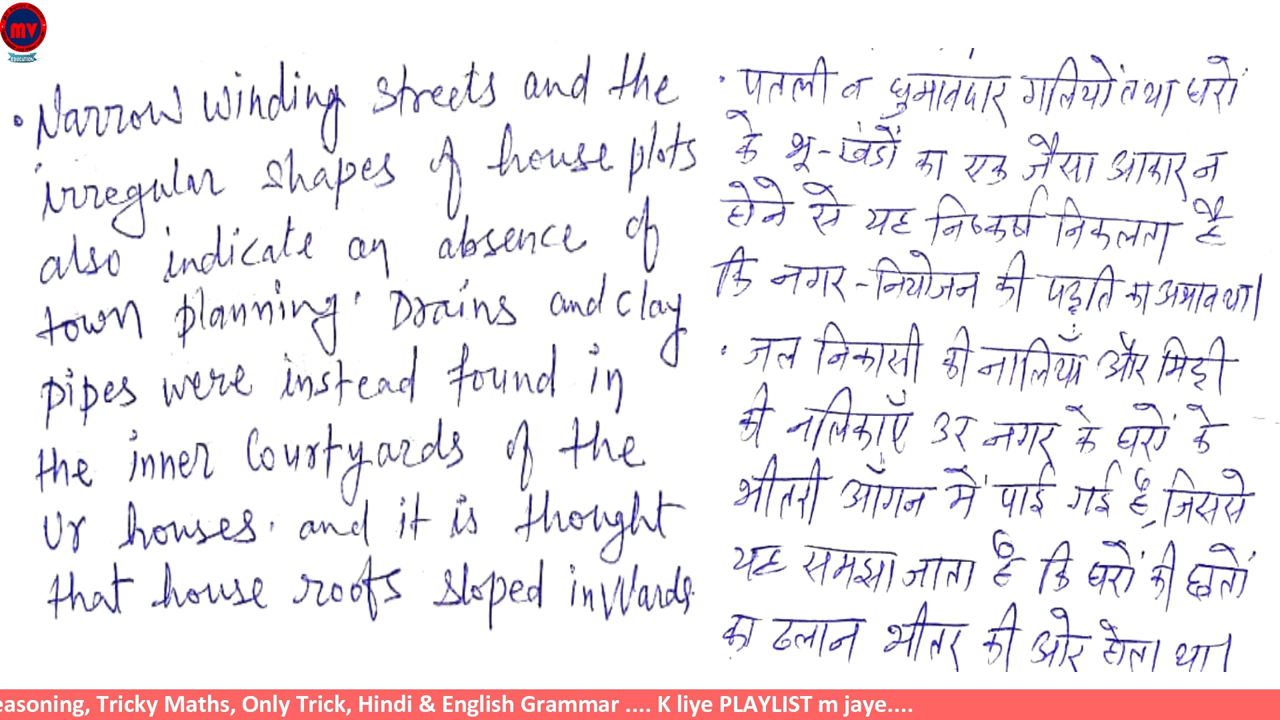 mv
EDUCATION
• Narrow winding streets and the
irregular shapes of house plots
also indicate an absence of
town planning. Drains and clay
pipes were instead found in
the inner Courtyards of the
Ur houses. and it is thought
that house roofs sloped inWards.
• पतली व घुमावदार गलियों तथा घरों
के भू-खंडों का एक जैसा आकार न
होने से यह निष्कर्ष निकलता है
कि नगर-नियोजन की पद्धति का अभाव था।
• जल निकासी की नालियाँ और मिट्टी
की नलिकाएँ उर नगर के घरों के
भीतरी आँगन में पाई गई है, जिससे
यह समझा जाता है कि घरों की छतों
का ढलान भीतर की ओर होता था।
easoning, Tricky Maths, Only Trick, Hindi & English Grammar .... K liye PLAYLIST m jaye....